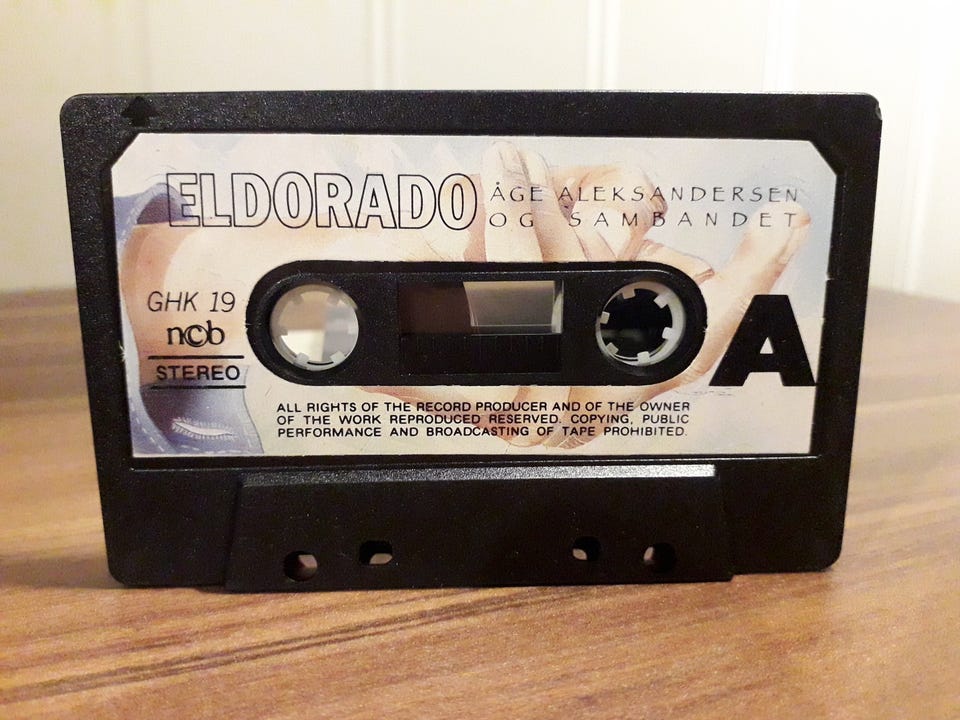 ELDORADO ÅGE ALEKSANDERSEN
OG SAMBANDET
GHK 19
ncb
STEREO
A
ALL RIGHTS OF THE RECORD PRODUCER AND OF THE OWNER
OF THE WORK REPRODUCED RESERVED. COPYING, PUBLIC
PERFORMANCE AND BROADCASTING OF TAPE PROHIBITED.